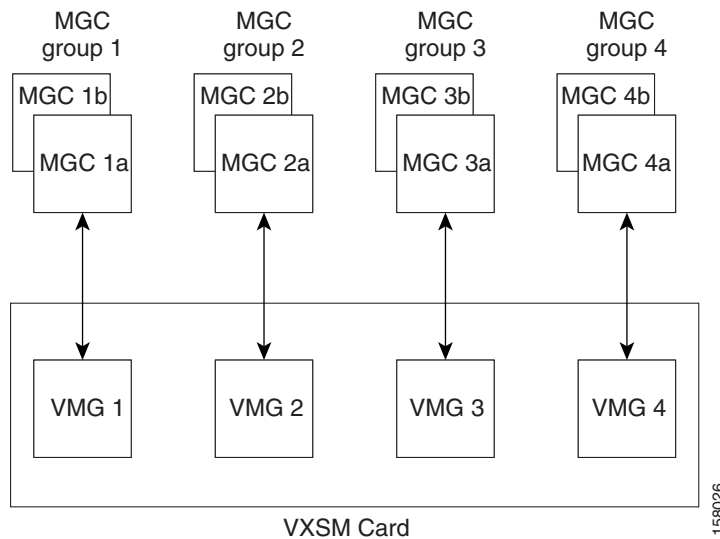 MGC
group 1
MGC
group 2
MGC
group 3
MGC
group 4
MGC 1b
MGC 2b
MGC 3b
MGC 4b
MGC 1a
MGC 2a
MGC 3a
MGC 4a
VMG 1
VMG 2
VMG 3
VMG 4
VXSM Card
158026